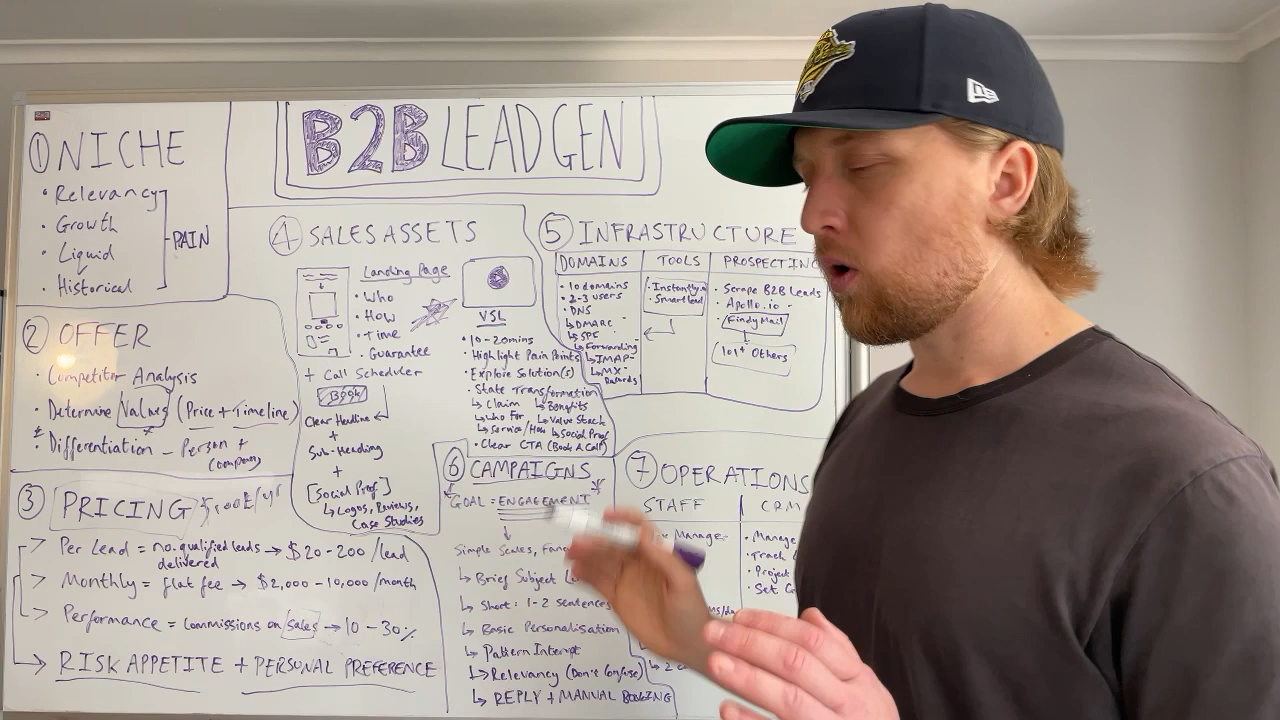 B2B LEAD GEN
① NICHE
• Relevancy
• Growth
• Liquid
• Historical
PAIN
② OFFER
• Competitor Analysis
• Determine Values (Price + Timeline)
• Differentiation - Person +
(company)
③ PRICING
> Per Lead = no. qualified leads → $20-200/lead
delivered
> Monthly = flat fee → $2,000-10,000/month
> Performance = Commissions on Sales → 10-30%
→ RISK APPETITE + PERSONAL PREFERENCE
④ SALES ASSETS
Landing Page
• Who
• How
• Time
• Guarantee
+ Call Scheduler
Book
Clear Headline
+
Sub-Heading
+
[Social Proof]
↳ Logos, Reviews,
Case Studies
VSL
• 10-20mins
• Highlight Pain Points
• Explore Solution(s)
• State Transformation
↳ Claim ↳ Benefits
↳ Who For ↳ Value Stack
↳ Service/How ↳ Social Proof
• Clear CTA (Book A Call)
⑤ INFRASTRUCTURE
DOMAINS
• 10 domains
• 2-3 users
• DNS
↳ DMARC
↳ SPF
↳ Forwarding
↳ IMAP
↳ MX
Records
TOOLS
• Instantly
• Smartlead
PROSPECTING
• Scrape B2B Leads
• Apollo.io
• FindyMail
101+ Others
⑥ CAMPAIGNS
GOAL = ENGAGEMENT
Simple Scales,
↳ Brief Subject
↳ Short: 1-2 sentences
↳ Basic Personalisation
↳ Pattern Interrupt
↳ Relevancy (Don't Confuse)
↳ REPLY + MANUAL BOOKING
⑦ OPERATIONS
STAFF
Manage
CRM
• Manage
• Track
• Project
• Set